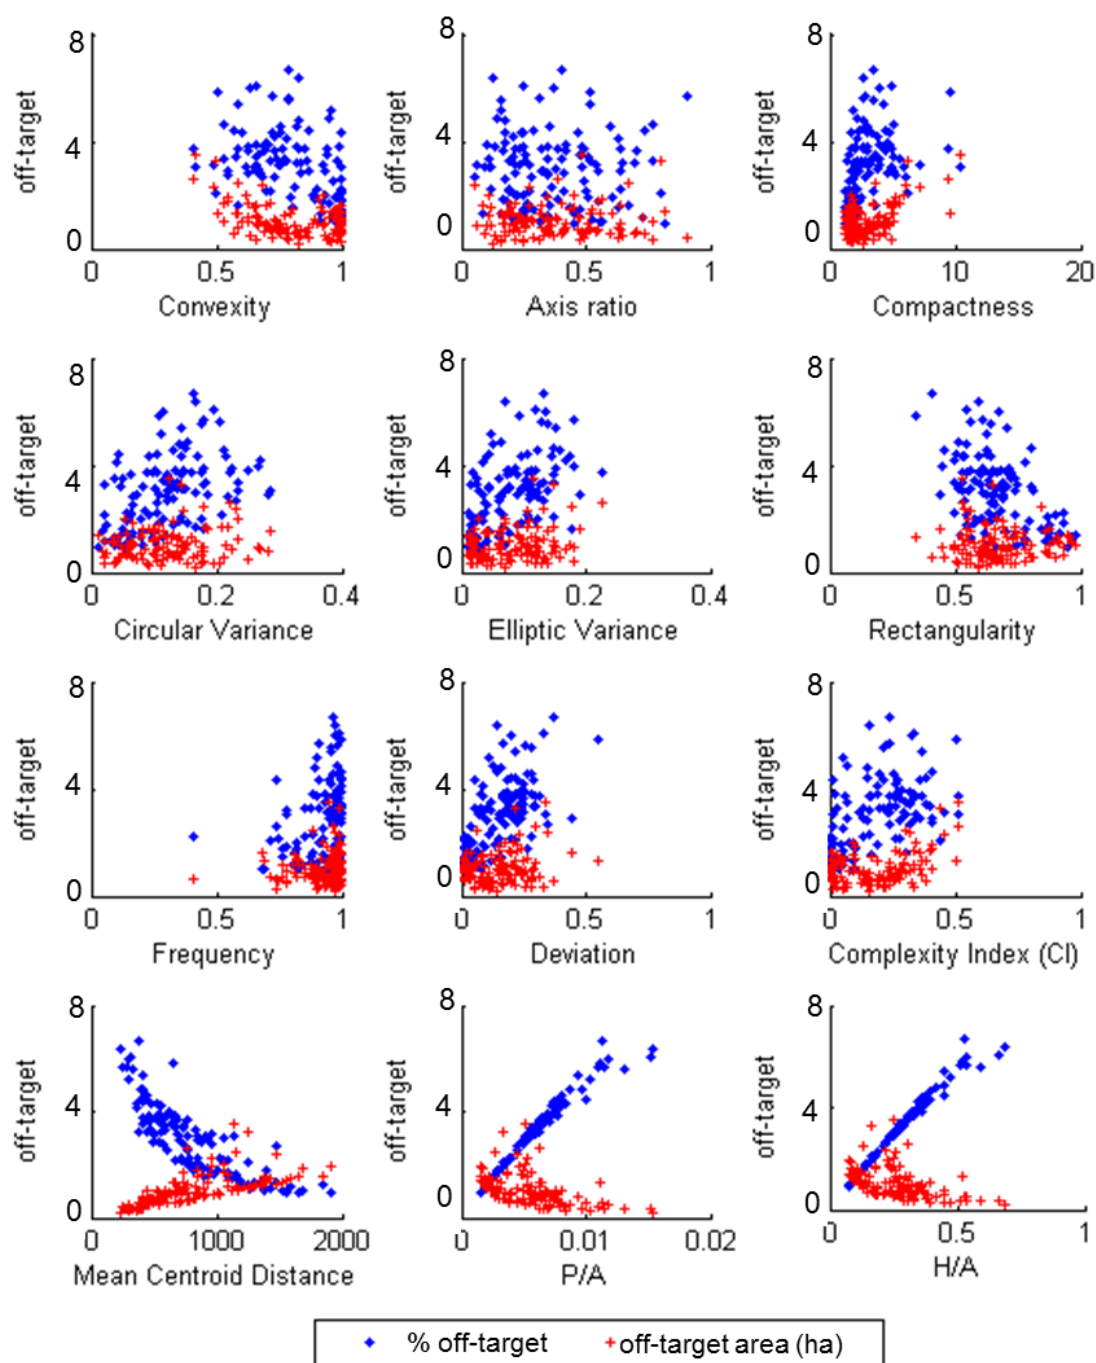 8
off-target
4
0
0 0.5 1
Convexity
off-target
8
4
0
0 0.5 1
Axis ratio
off-target
8
4
0
0 10 20
Compactness
off-target
8
4
0
0 0.2 0.4
Circular Variance
off-target
8
4
0
0 0.2 0.4
Elliptic Variance
off-target
8
4
0
0 0.5 1
Rectangularity
off-target
8
4
0
0 0.5 1
Frequency
off-target
8
4
0
0 0.5 1
Deviation
off-target
8
4
0
0 0.5 1
Complexity Index (CI)
off-target
8
4
0
0 1000 2000
Mean Centroid Distance
off-target
8
4
0
0 0.01 0.02
P/A
off-target
8
4
0
0 0.5 1
H/A
% off-target
off-target area (ha)